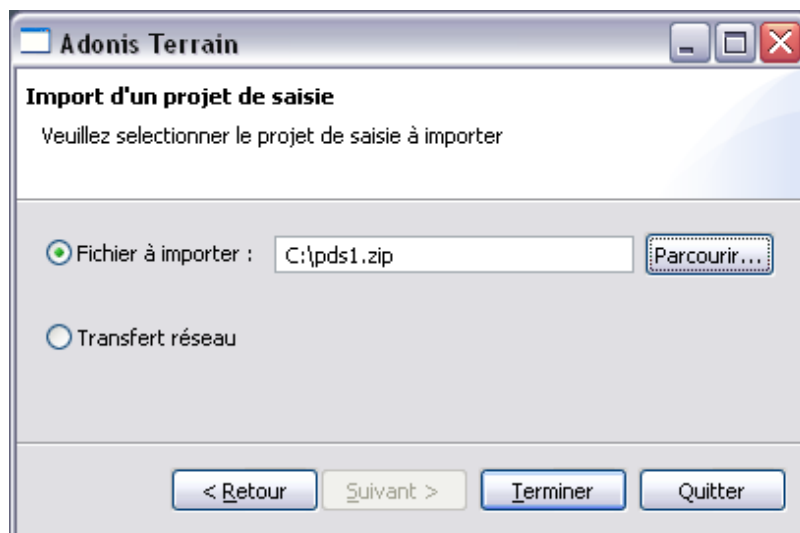 Adonis Terrain
Import d'un projet de saisie
Veuillez selectionner le projet de saisie à importer
Fichier à importer : C:\pds1.zip Parcourir...
Transfert réseau
< Retour Suivant > Terminer Quitter